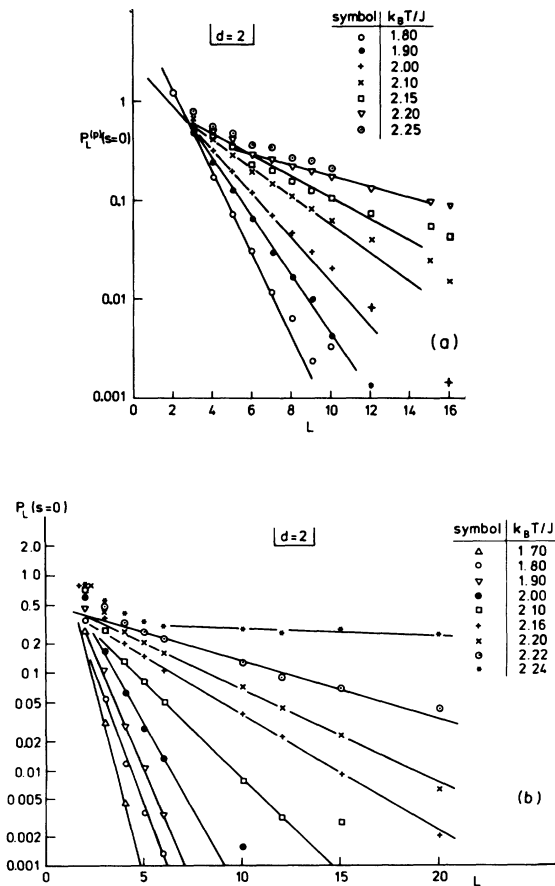 d=2
symbol k_BT/J
1.80
1.90
2.00
2.10
2.15
2.20
2.25
P_L^(p)(s=0)
1
0.1
0.01
0.001
(a)
0 2 4 6 8 10 12 14 16
L
P_L(s=0)
d=2
symbol k_BT/J
1 70
1 80
1.90
2.00
2 10
2 16
2.20
2 22
2 24
2.0
1.0
0.5
0.2
0.1
0.05
0.02
0.01
0.005
0.002
0.001
(b)
0 5 10 15 20
L